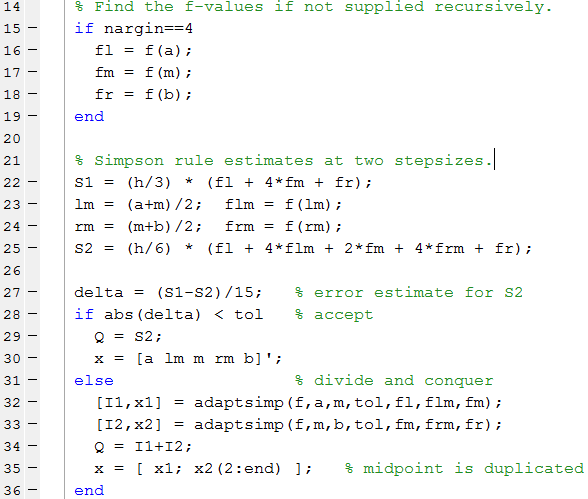 14 % Find the f-values if not supplied recursively.
15 – if nargin==4
16 – fl = f(a);
17 – fm = f(m);
18 – fr = f(b);
19 – end
20
21 % Simpson rule estimates at two stepsizes.
22 – S1 = (h/3) * (fl + 4*fm + fr);
23 – lm = (a+m)/2; flm = f(lm);
24 – rm = (m+b)/2; frm = f(rm);
25 – S2 = (h/6) * (fl + 4*flm + 2*fm + 4*frm + fr);
26
27 – delta = (S1-S2)/15; % error estimate for S2
28 – if abs(delta) < tol % accept
29 – Q = S2;
30 – x = [a lm m rm b]';
31 – else % divide and conquer
32 – [I1,x1] = adaptsimp(f,a,m,tol,fl,flm,fm);
33 – [I2,x2] = adaptsimp(f,m,b,tol,fm,frm,fr);
34 – Q = I1+I2;
35 – x = [ x1; x2(2:end) ]; % midpoint is duplicated
36 – end